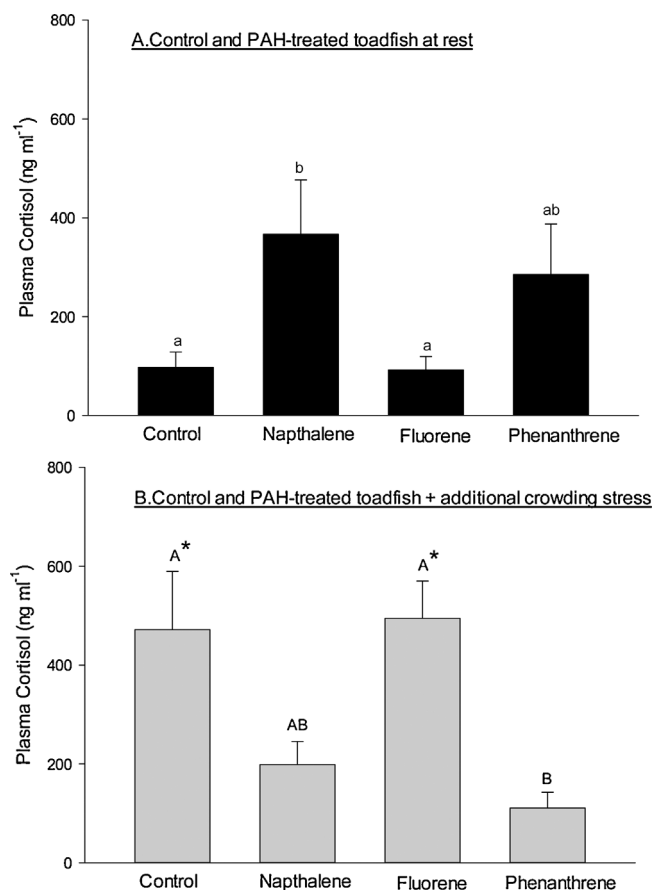 800
A.Control and PAH-treated toadfish at rest
600
Plasma Cortisol (ng ml-1)
b
400
ab
200
a
a
0
Control Napthalene Fluorene Phenanthrene
800
B.Control and PAH-treated toadfish + additional crowding stress
A* A*
600
Plasma Cortisol (ng ml-1)
400
AB
200
B
0
Control Napthalene Fluorene Phenanthrene